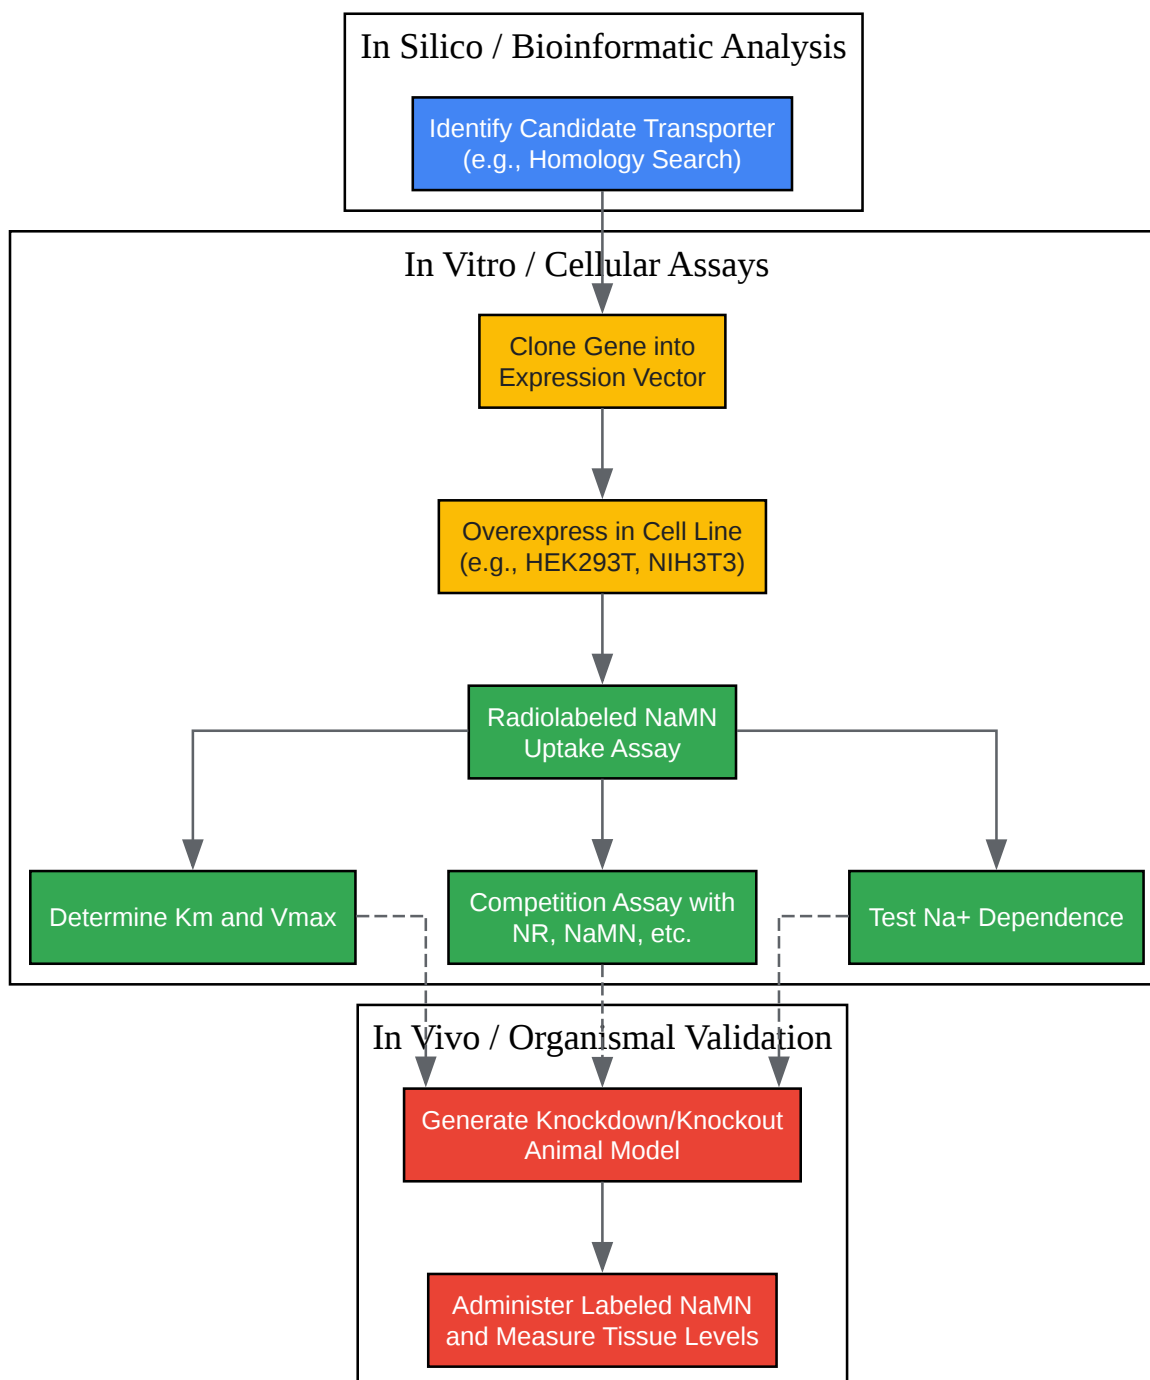 In Silico / Bioinformatic Analysis
Identify Candidate Transporter
(e.g., Homology Search)
In Vitro / Cellular Assays
Clone Gene into
Expression Vector
Overexpress in Cell Line
(e.g., HEK293T, NIH3T3)
Radiolabeled NaMN
Uptake Assay
Determine Km and Vmax
Competition Assay with
NR, NaMN, etc.
Test Na+ Dependence
In Vivo / Organismal Validation
Generate Knockdown/Knockout
Animal Model
Administer Labeled NaMN
and Measure Tissue Levels